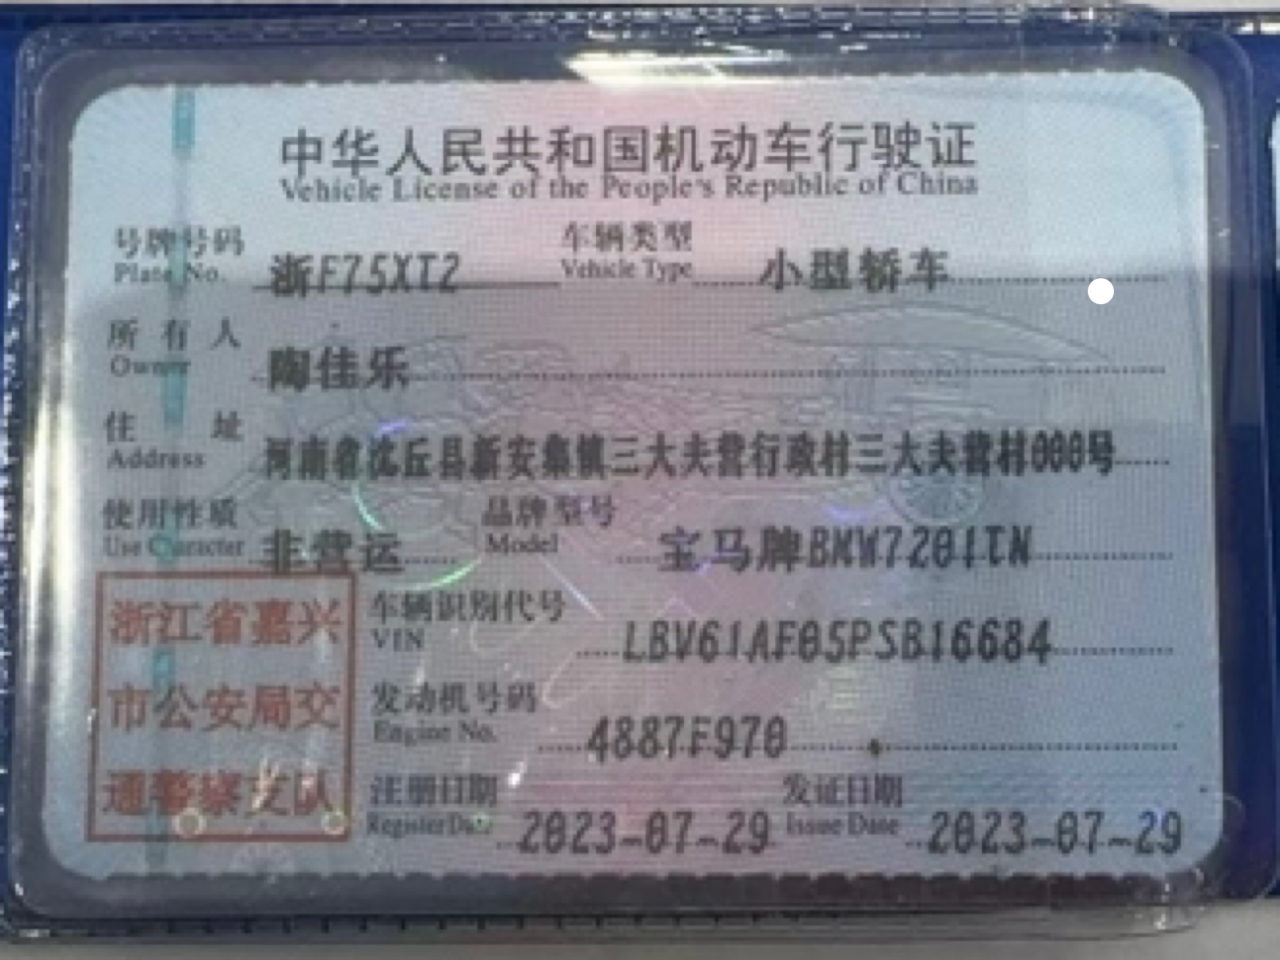 中华人民共和国机动车行驶证
Vehicle License of the People's Republic of China
号牌号码 浙F75XT2 车辆类型 小型轿车
Plate No. Vehicle Type
所有人 陶佳乐
Owner
住址 河南省沈丘县新安集镇三大夫营行政村三大夫营村000号
Address
使用性质 非营运 品牌型号 宝马牌BMW7201TN
Use Character Model
浙江省嘉兴
市公安局交
通警察支队
车辆识别代号 LBV61AF05PSB16684
VIN
发动机号码 4887F970
Engine No.
注册日期 2023-07-29 发证日期 2023-07-29
Register Date Issue Date